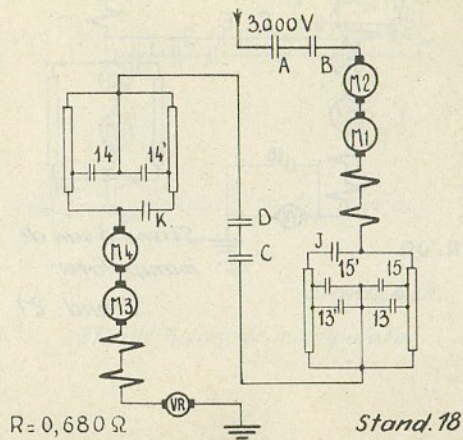 3.000V
A B
M2
M1
14 14'
K
M4
M3
D
C
J
15' 15
13' 13
VR
R=0,680 Ω
Stand. 18